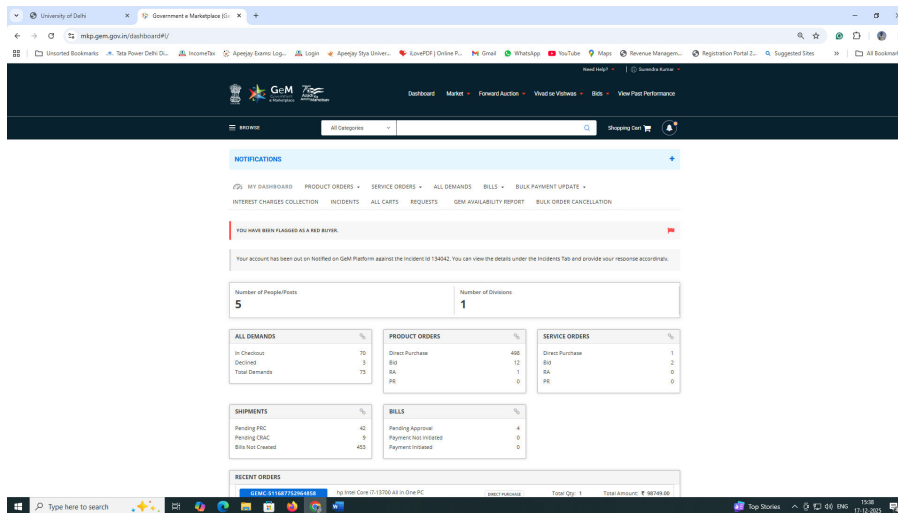 University of Delhi
Government e Marketplace (Ge
mkp.gem.gov.in/dashboard#!/
Unsorted Bookmarks
Tata Power Delhi Di...
IncomeTax
Apeejay Exams: Log...
Login
Apeejay Stya Univer...
iLovePDF | Online P...
Gmail
WhatsApp
YouTube
Maps
Revenue Managem...
Registration Portal 2...
Suggested Sites
»
All Bookmar
Need Help?
Surendra Kumar
GeM
Government
e Marketplace
Azadi Ka
Amrit Mahotsav
Dashboard Market Forward Auction Vivad se Vishwas Bids View Past Performance
BROWSE
All Categories
Shopping Cart
NOTIFICATIONS +
MY DASHBOARD PRODUCT ORDERS SERVICE ORDERS ALL DEMANDS BILLS BULK PAYMENT UPDATE
INTEREST CHARGES COLLECTION INCIDENTS ALL CARTS REQUESTS GEM AVAILABILITY REPORT BULK ORDER CANCELLATION
YOU HAVE BEEN FLAGGED AS A RED BUYER.
Your account has been put on Notified on GeM Platform against the Incident Id 134042. You can view the details under the Incidents Tab and provide your response accordingly.
Number of People/Posts
5
Number of Divisions
1
ALL DEMANDS
In Checkout 70
Declined 3
Total Demands 73
PRODUCT ORDERS
Direct Purchase 498
Bid 12
RA 1
PR 0
SERVICE ORDERS
Direct Purchase 1
Bid 2
RA 0
PR 0
SHIPMENTS
Pending PRC 42
Pending CRAC 9
Bills Not Created 453
BILLS
Pending Approval 4
Payment Not Initiated 0
Payment Initiated 0
RECENT ORDERS
GEMC-511687752964858 hp Intel Core i7-13700 All in One PC DIRECT PURCHASE Total Qty: 1 Total Amount: ₹ 98749.00
Type here to search
Top Stories
ENG
15:38
17-12-2025